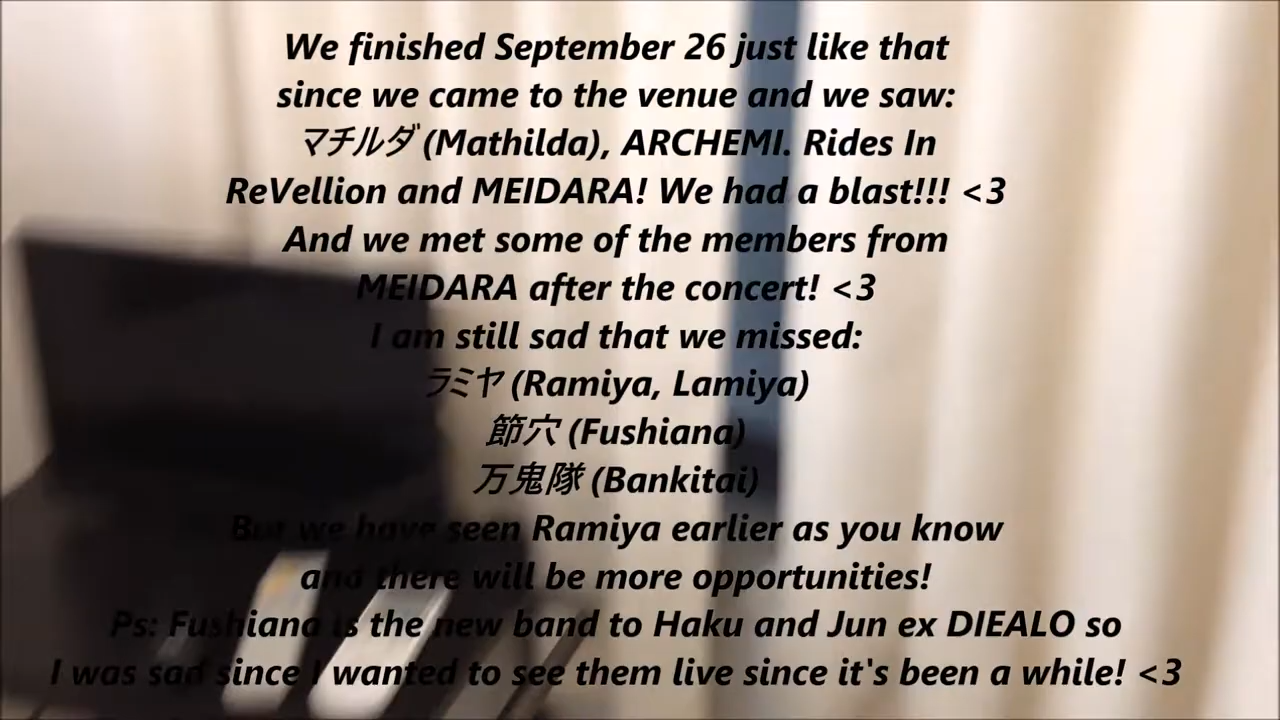 We finished September 26 just like that
since we came to the venue and we saw:
マチルダ (Mathilda), ARCHEMI. Rides In
ReVellion and MEIDARA! We had a blast!!! <3
And we met some of the members from
MEIDARA after the concert! <3
I am still sad that we missed:
ラミヤ (Ramiya, Lamiya)
節穴 (Fushiana)
万鬼隊 (Bankitai)
But we have seen Ramiya earlier as you know
and there will be more opportunities!
Ps: Fushiana is the new band to Haku and Jun ex DIEALO so
I was sad since I wanted to see them live since it's been a while! <3